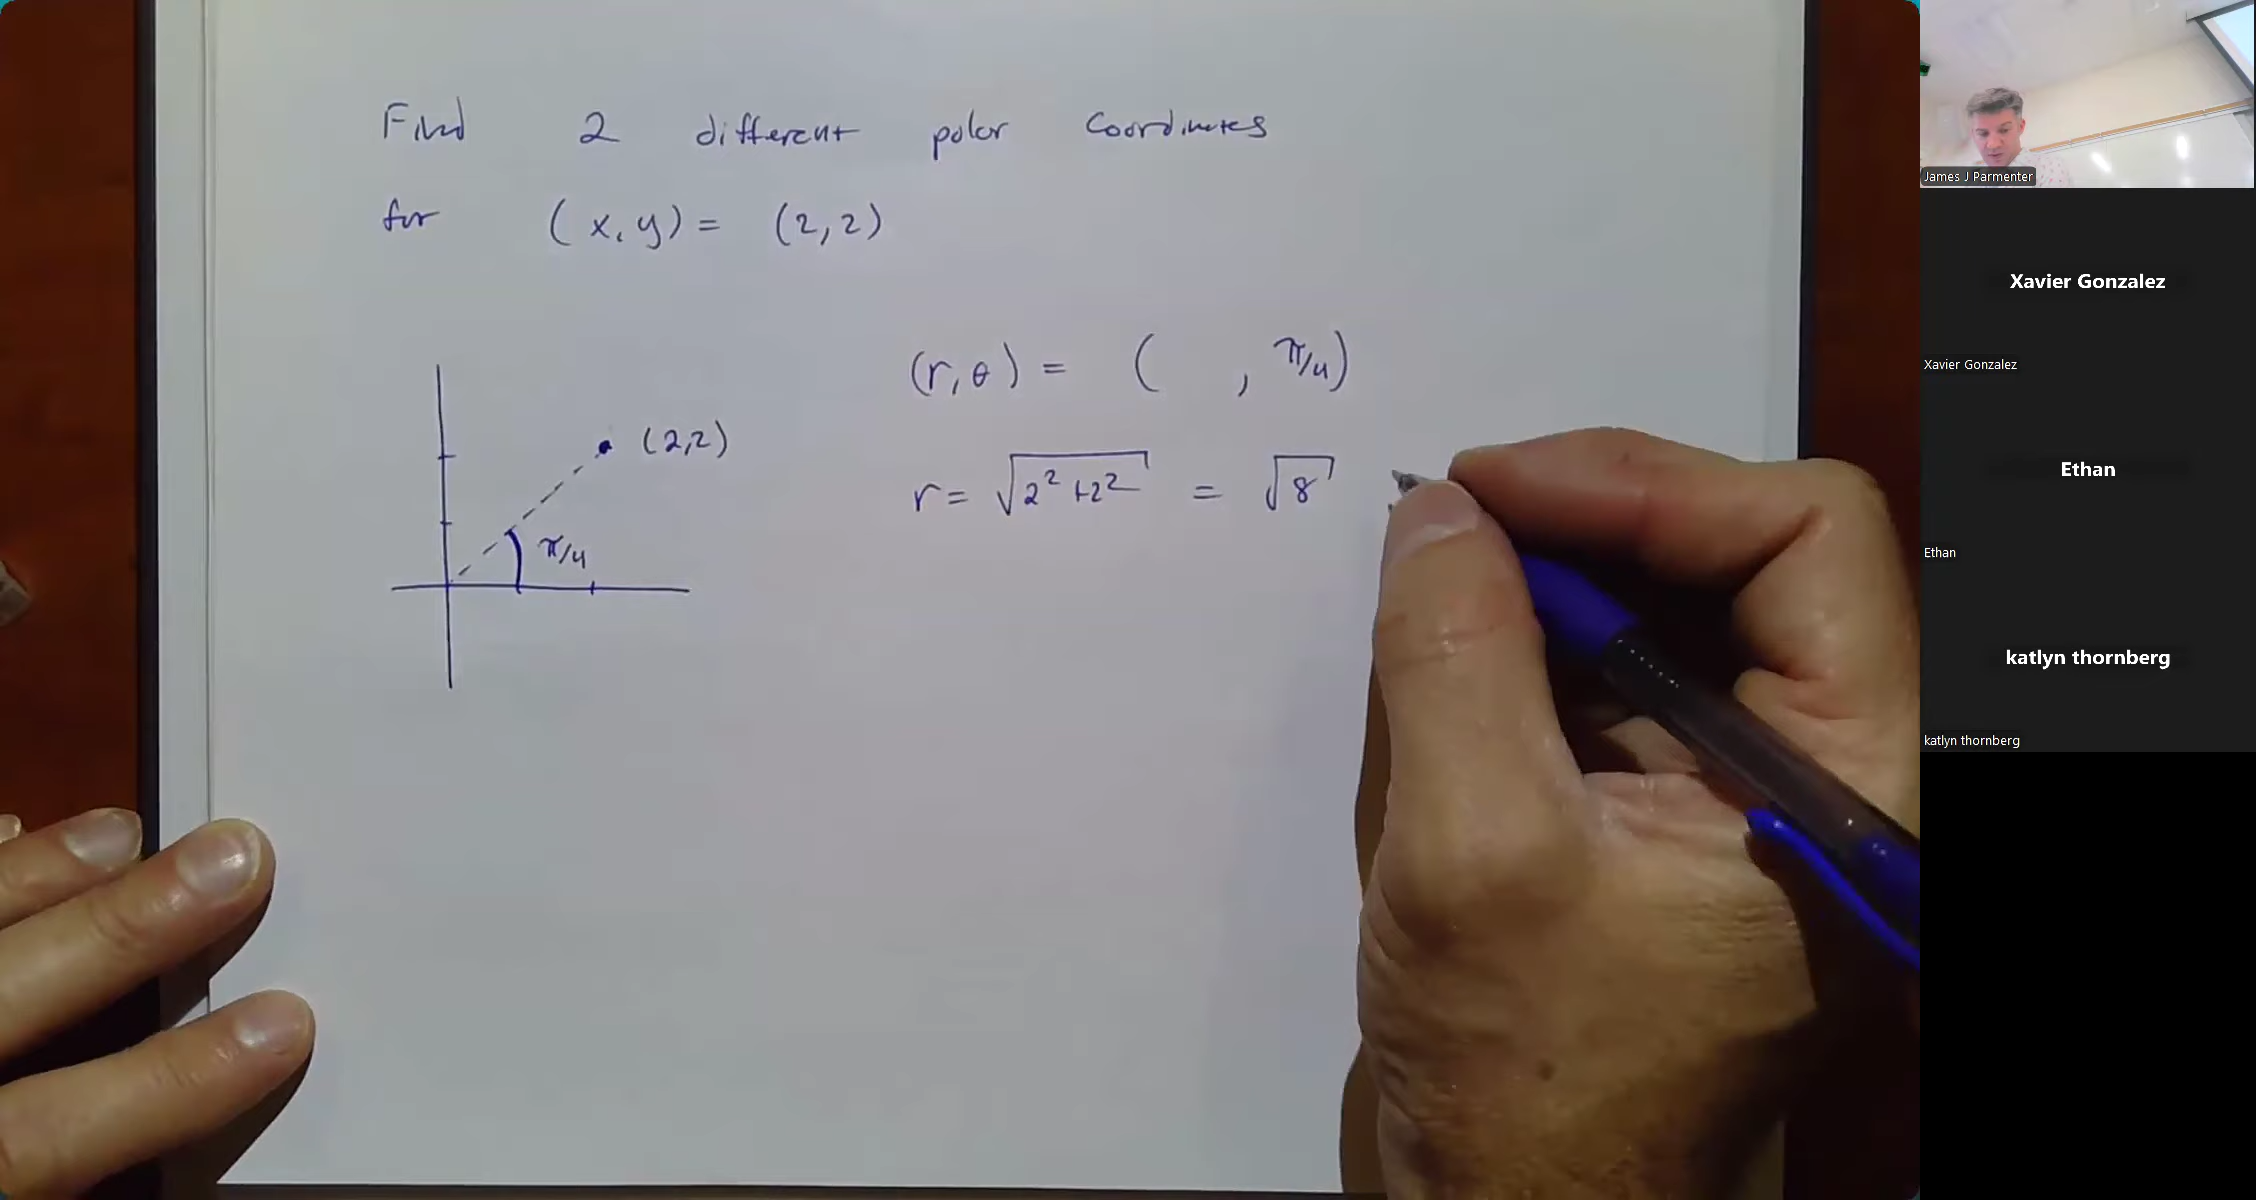 Find 2 different polar coordinates
for (x, y) = (2, 2)
(r, θ) = (   , π/4)
(2,2)
r = √(2² + 2²) = √8
π/4
James J Parmenter
Xavier Gonzalez
Xavier Gonzalez
Ethan
Ethan
katlyn thornberg
katlyn thornberg